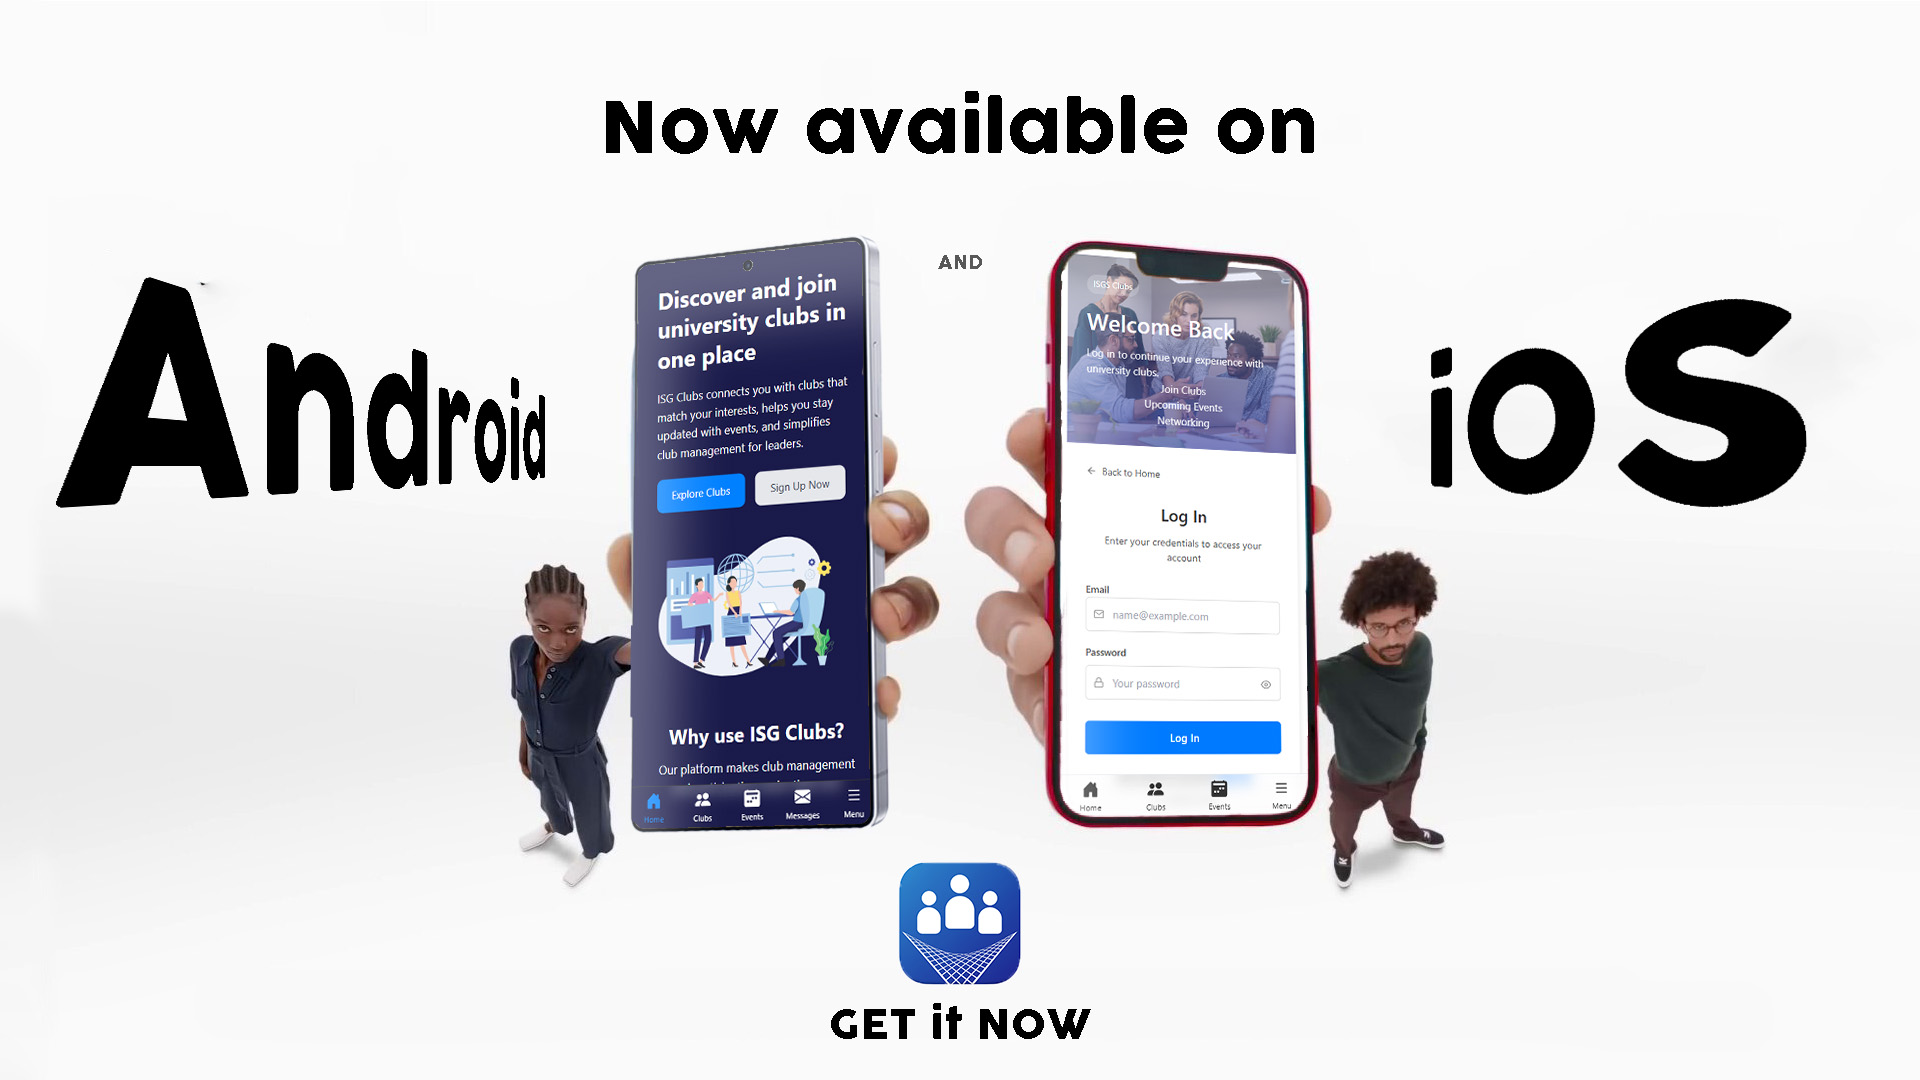 Now available on
Android
AND
iOS
Discover and join
university clubs in
one place
ISG Clubs connects you with clubs that
match your interests, helps you stay
updated with events, and simplifies
club management for leaders.
Explore Clubs
Sign Up Now
Why use ISG Clubs?
Our platform makes club management
Home
Clubs
Events
Messages
Menu
ISGS Clubs
Welcome Back
Log in to continue your experience with
university clubs.
Join Clubs
Upcoming Events
Networking
← Back to Home
Log In
Enter your credentials to access your
account
Email
name@example.com
Password
Your password
Log In
Home
Clubs
Events
Menu
GET it NOW